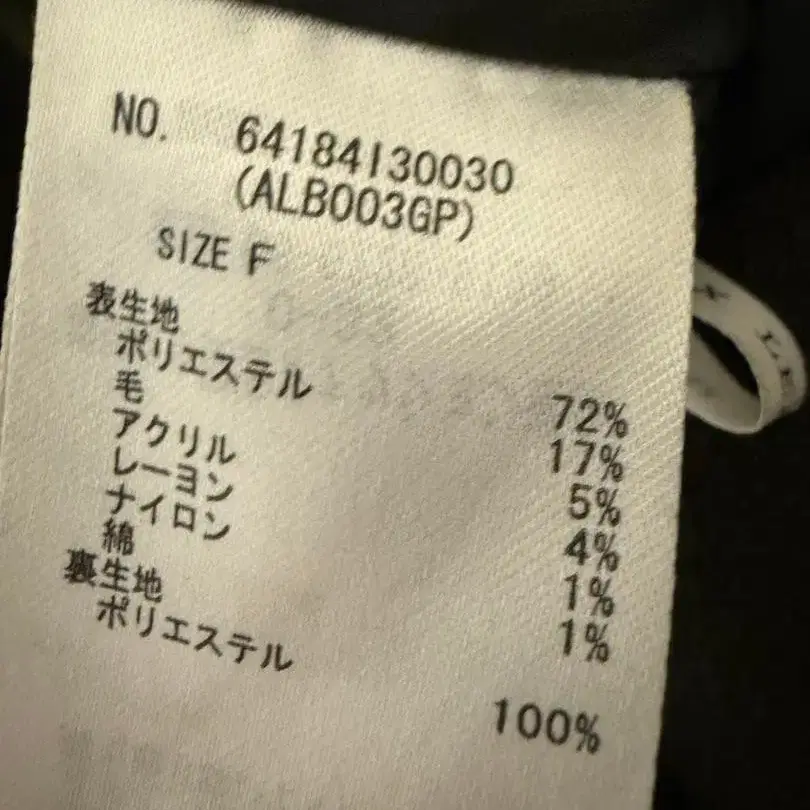 NO. 64184130030
(ALB003GP)
SIZE F
表生地
ポリエステル 72%
毛 17%
アクリル 5%
レーヨン 4%
ナイロン 1%
綿 1%
裏生地
ポリエステル 100%
X LE